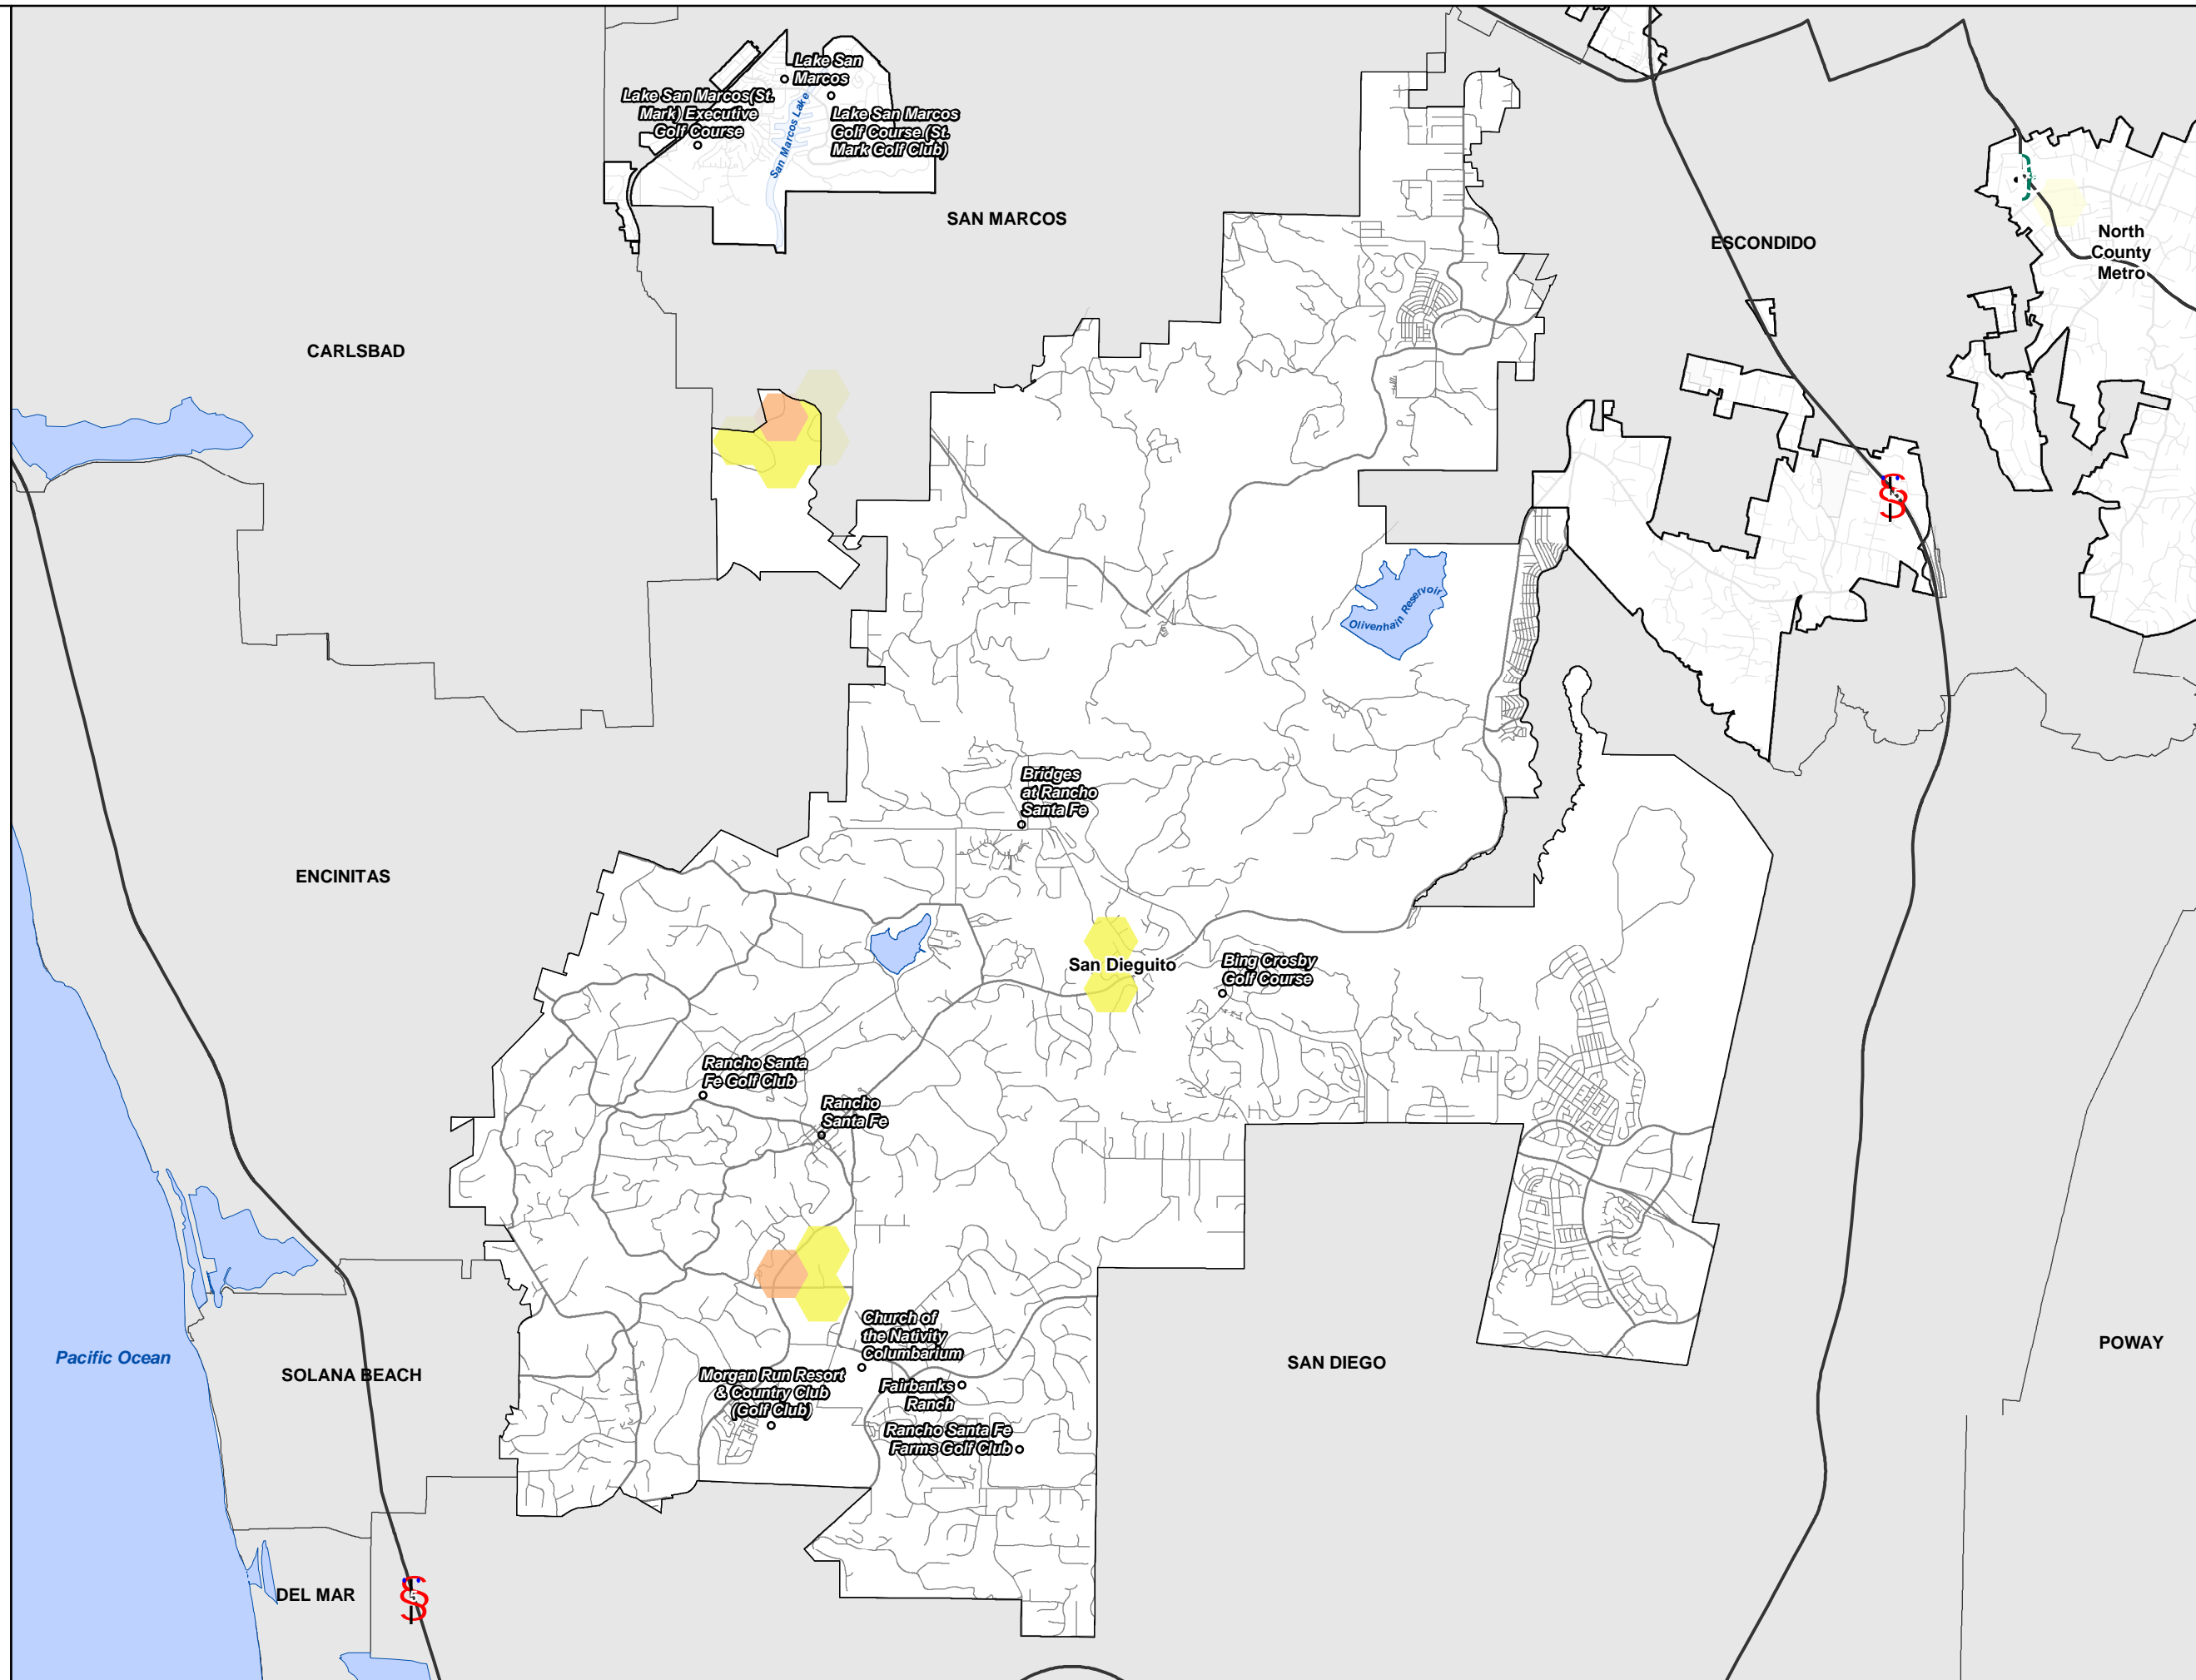 Lake San
Marcos
Lake San Marcos(St.
Mark) Executive
Golf Course
Lake San Marcos
Golf Course (St.
Mark Golf Club)
San Marcos Lake
SAN MARCOS
ESCONDIDO
North
County
Metro
CARLSBAD
Olivenhain Reservoir
Bridges
at Rancho
Santa Fe
ENCINITAS
San Dieguito
Bing Crosby
Golf Course
Rancho Santa
Fe Golf Club
Rancho
Santa Fe
Church of
the Nativity
Columbarium
Pacific Ocean
SOLANA BEACH
Morgan Run Resort
& Country Club
(Golf Club)
Fairbanks
Ranch
Rancho Santa Fe
Farms Golf Club
SAN DIEGO
POWAY
DEL MAR